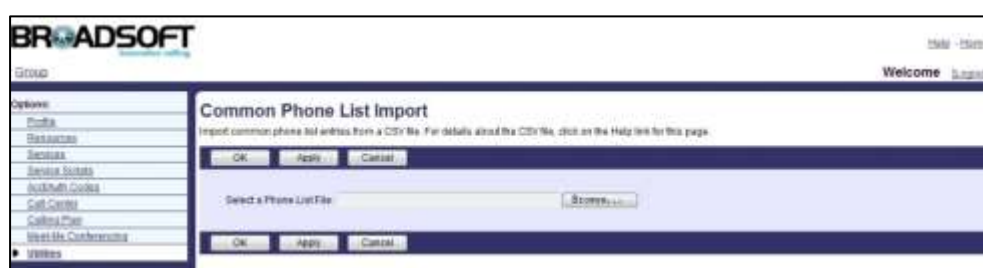 BROADSOFT
Help - Home
Group
Welcome
Options:
Profile
Resources
Services
Service Scripts
Acct/Auth Codes
Call Center
Calling Plan
Meet-Me Conferencing
Utilities
Common Phone List Import
Import common phone list entries from a CSV file. For details about the CSV file, click on the Help link for this page.
OK Apply Cancel
Select a Phone List File: Browse...
OK Apply Cancel